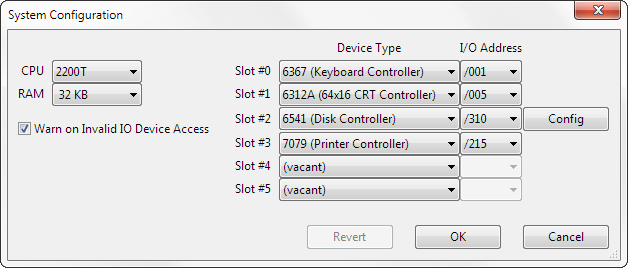 System Configuration
Device Type I/O Address
CPU 2200T Slot #0 6367 (Keyboard Controller) /001
RAM 32 KB Slot #1 6312A (64x16 CRT Controller) /005
Slot #2 6541 (Disk Controller) /310 Config
Warn on Invalid IO Device Access
Slot #3 7079 (Printer Controller) /215
Slot #4 (vacant)
Slot #5 (vacant)
Revert OK Cancel